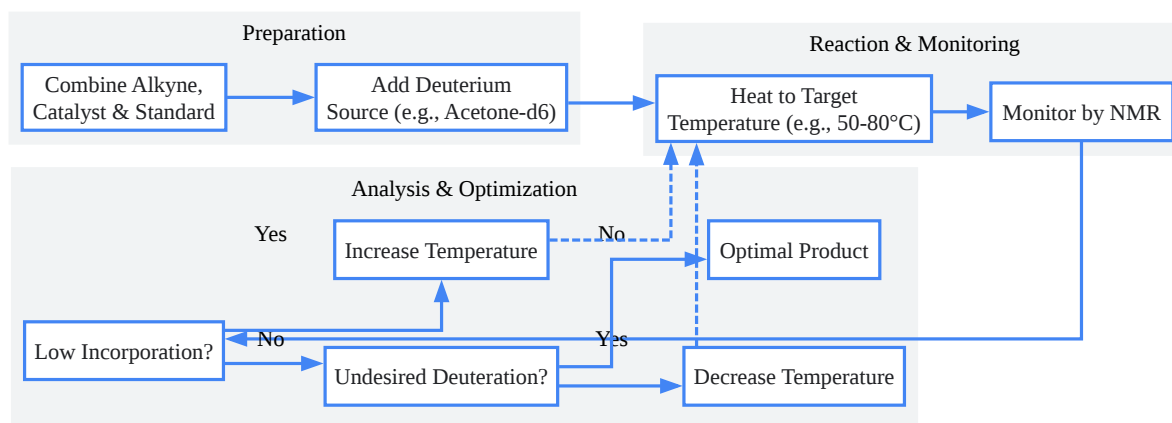 Preparation
Combine Alkyne,
Catalyst & Standard
Add Deuterium
Source (e.g., Acetone-d6)
Reaction & Monitoring
Heat to Target
Temperature (e.g., 50-80°C)
Monitor by NMR
Analysis & Optimization
Yes
Increase Temperature
No
Optimal Product
Low Incorporation?
No
Yes
Undesired Deuteration?
Decrease Temperature